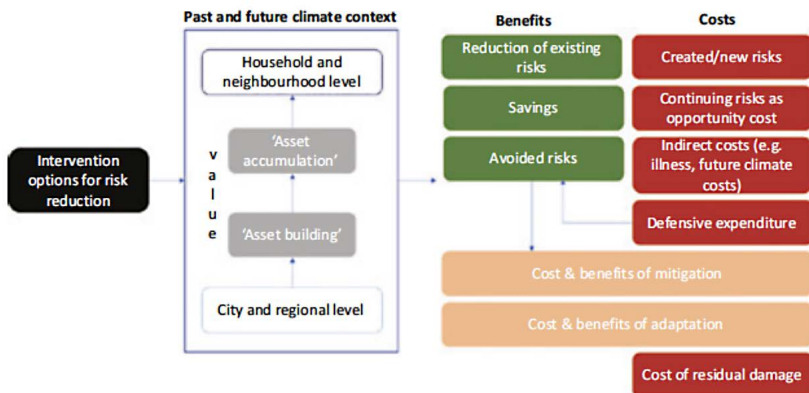 Past and future climate context
Benefits
Costs
Household and
neighbourhood level
'Asset
accumulation'
'Asset building'
City and regional level
value
Intervention
options for risk
reduction
Reduction of existing
risks
Savings
Avoided risks
Created/new risks
Continuing risks as
opportunity cost
Indirect costs (e.g.
illness, future climate
costs)
Defensive expenditure
Cost & benefits of mitigation
Cost & benefits of adaptation
Cost of residual damage